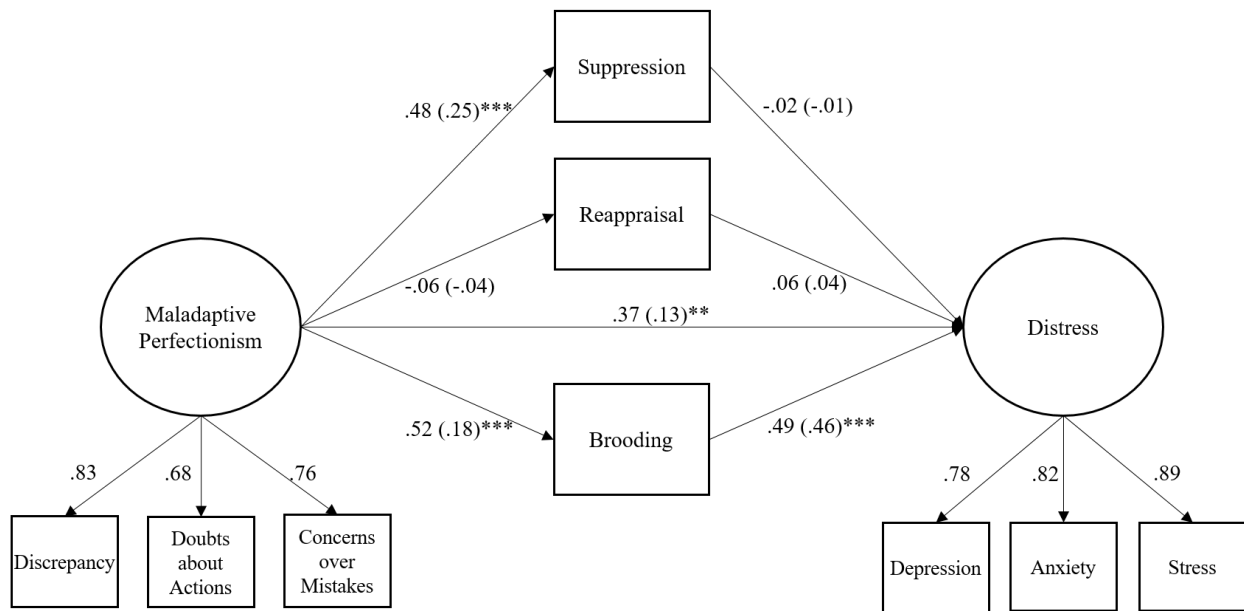 Suppression
.48 (.25)***
-.02 (-.01)
Reappraisal
-.06 (-.04)
.06 (.04)
Maladaptive
Perfectionism
.37 (.13)**
Distress
.52 (.18)***
Brooding
.49 (.46)***
.83
.68
.76
.78
.82
.89
Discrepancy
Doubts
about
Actions
Concerns
over
Mistakes
Depression
Anxiety
Stress